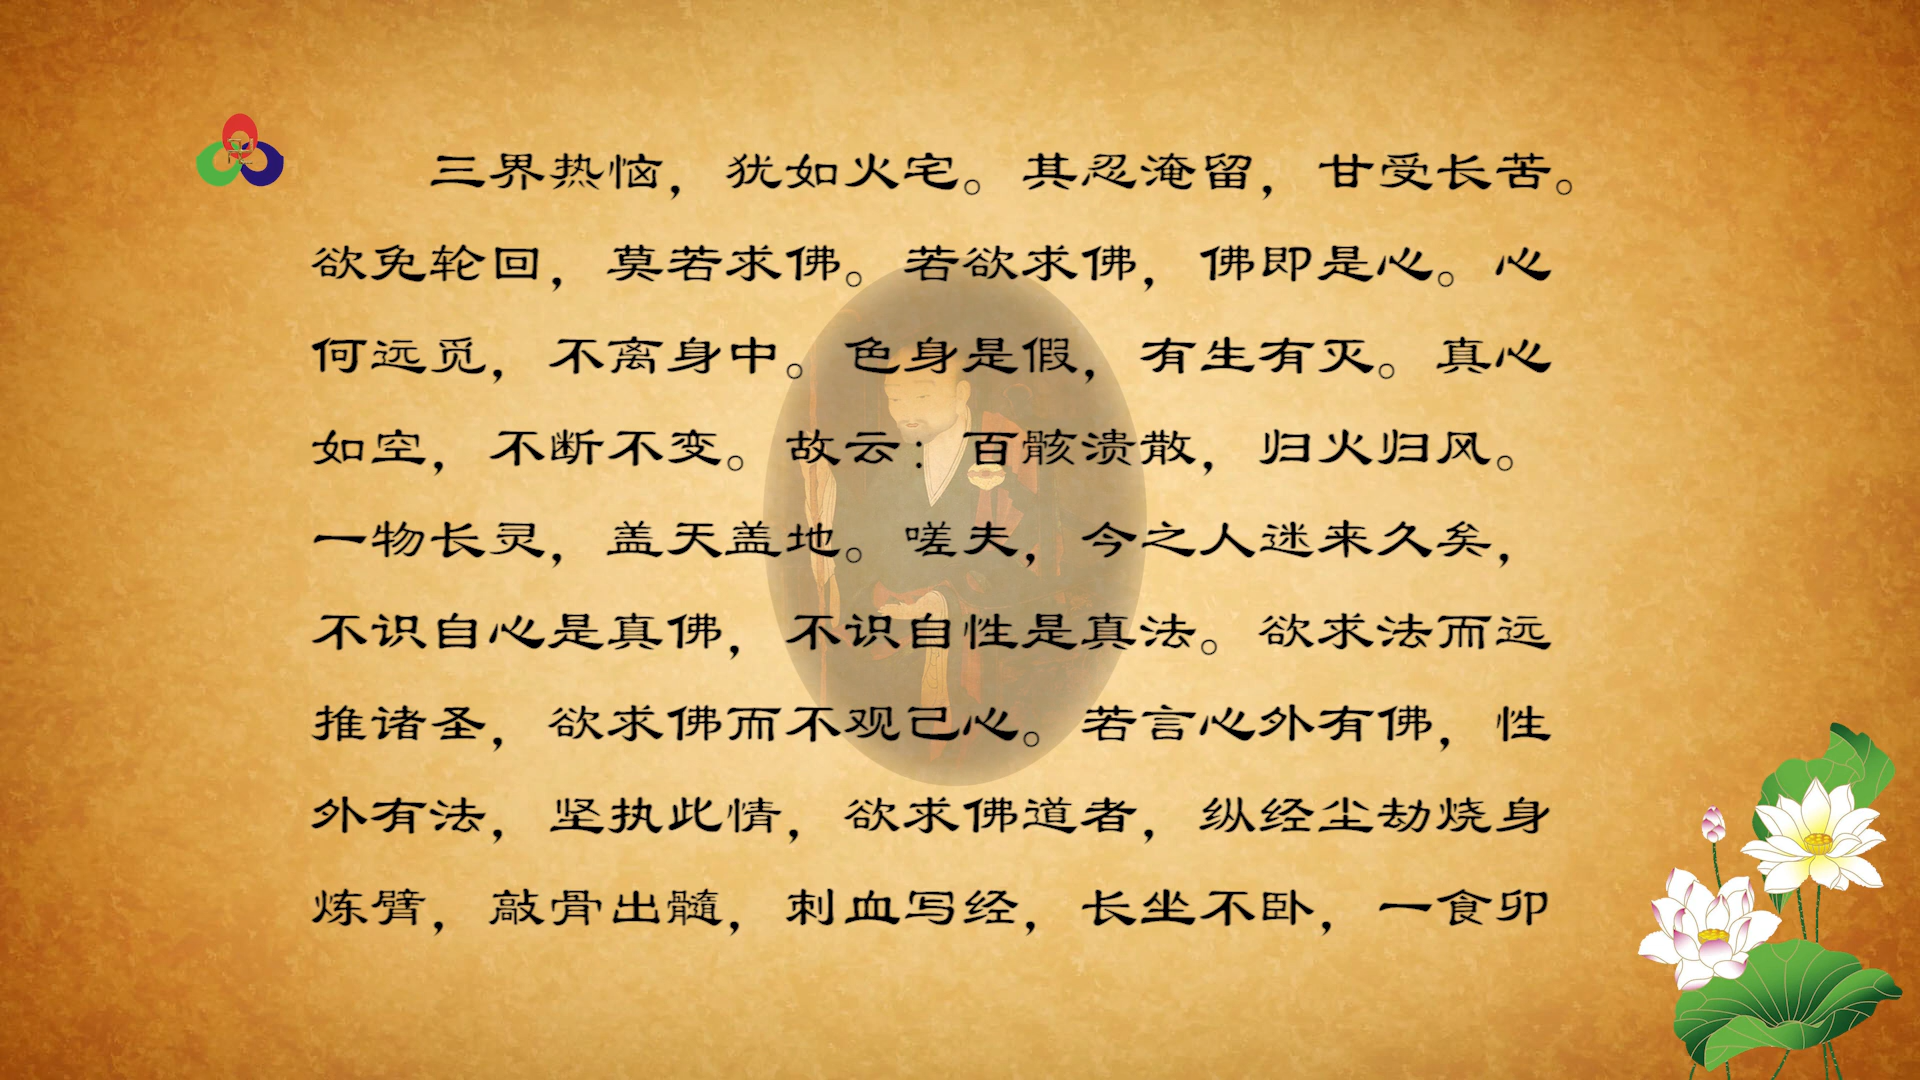 三界热恼，犹如火宅。其忍淹留，甘受长苦。
欲免轮回，莫若求佛。若欲求佛，佛即是心。心
何远觅，不离身中。色身是假，有生有灭。真心
如空，不断不变。故云：百骸溃散，归火归风。
一物长灵，盖天盖地。嗟夫，今之人迷来久矣，
不识自心是真佛，不识自性是真法。欲求法而远
推诸圣，欲求佛而不观己心。若言心外有佛，性
外有法，坚执此情，欲求佛道者，纵经尘劫烧身
炼臂，敲骨出髓，刺血写经，长坐不卧，一食卯